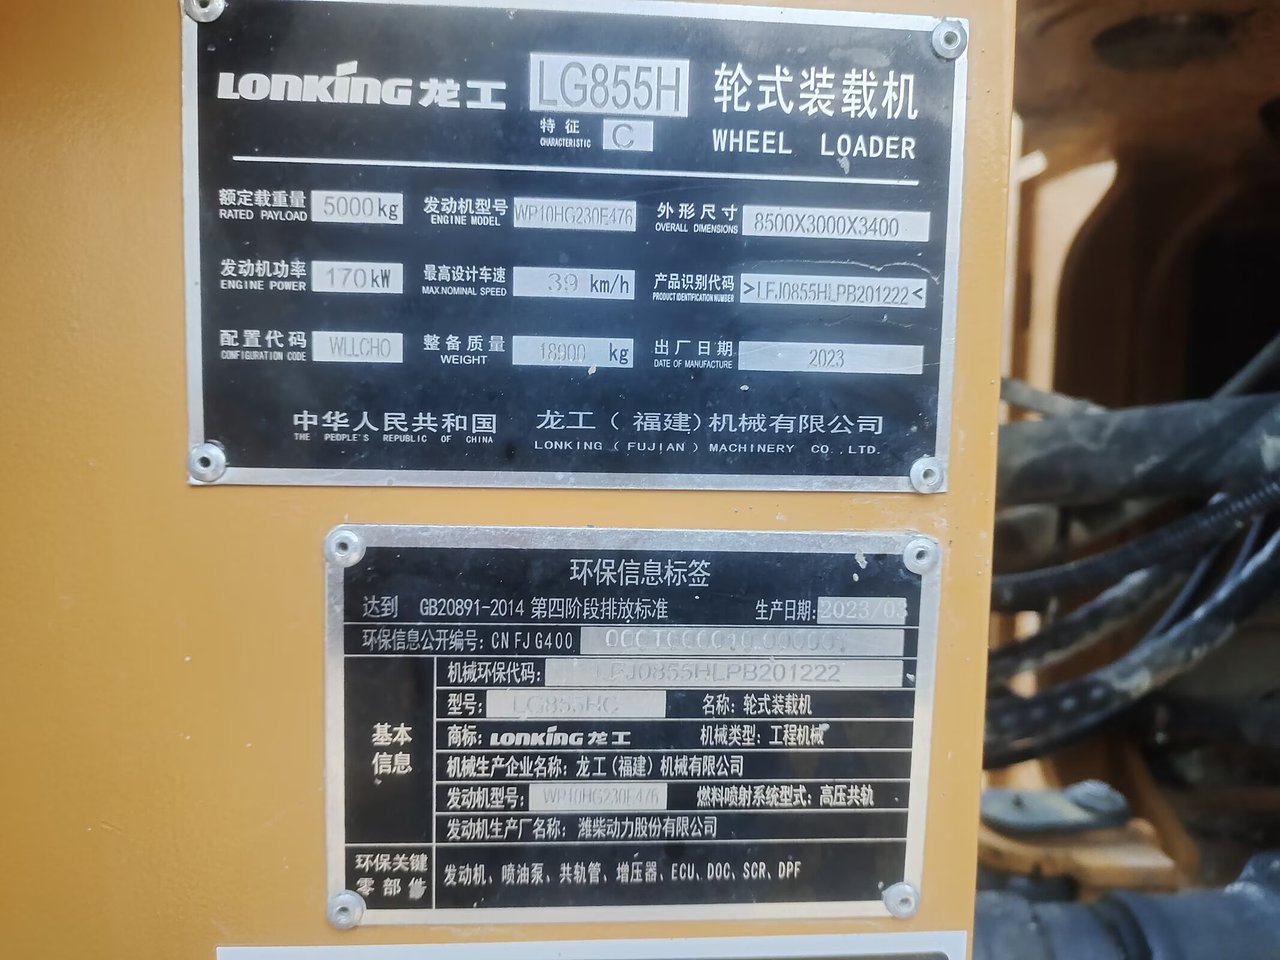 LONKING 龙工 LG855H 轮式装载机
特征 CHARACTERISTIC C WHEEL LOADER
额定载重量 RATED PAYLOAD 5000 kg 发动机型号 ENGINE MODEL WP10HG230E476 外形尺寸 OVERALL DIMENSIONS 8500X3000X3400
发动机功率 ENGINE POWER 170 kW 最高设计车速 MAX.NOMINAL SPEED 39 km/h 产品识别代码 PRODUCT IDENTIFICATION NUMBER >LFJ0855HLPB201222<
配置代码 CONFIGURATION CODE WLLCHO 整备质量 WEIGHT 18900 kg 出厂日期 DATE OF MANUFACTURE 2023
中华人民共和国 龙工（福建）机械有限公司
THE PEOPLE'S REPUBLIC OF CHINA LONKING (FUJIAN) MACHINERY CO.,LTD.
环保信息标签
达到 GB20891-2014 第四阶段排放标准 生产日期: 2023/03
环保信息公开编号: CN FJ G400
机械环保代码: LFJ0855HLPB201222
型号: LG855HC 名称: 轮式装载机
基本信息 商标: LONKING 龙工 机械类型: 工程机械
机械生产企业名称: 龙工（福建）机械有限公司
发动机型号: WP10HG230E476 燃料喷射系统型式: 高压共轨
发动机生产厂名称: 潍柴动力股份有限公司
环保关键零部件 发动机、喷油泵、共轨管、增压器、ECU、DOC、SCR、DPF